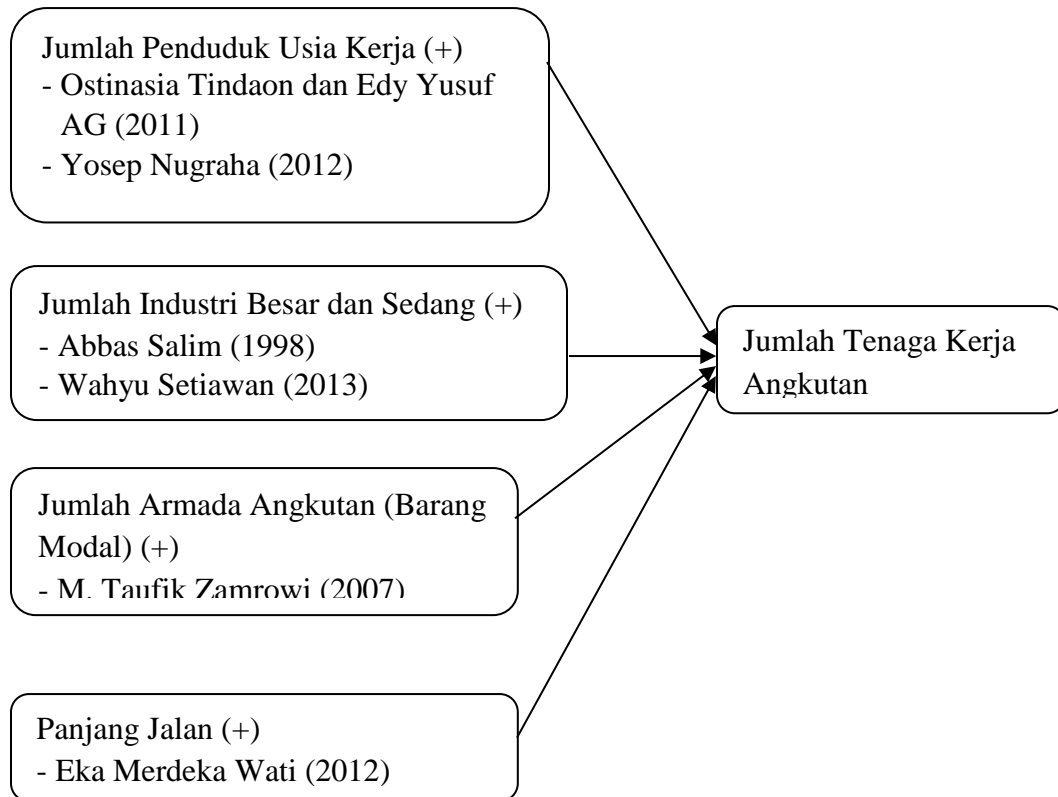 Jumlah Penduduk Usia Kerja (+)
- Ostinasia Tindaon dan Edy Yusuf
AG (2011)
- Yosep Nugraha (2012)
Jumlah Industri Besar dan Sedang (+)
- Abbas Salim (1998)
- Wahyu Setiawan (2013)
Jumlah Tenaga Kerja
Angkutan
Jumlah Armada Angkutan (Barang
Modal) (+)
- M. Taufik Zamrowi (2007)
Panjang Jalan (+)
- Eka Merdeka Wati (2012)